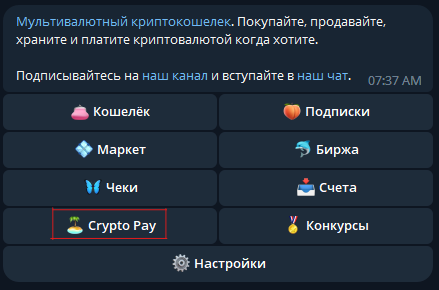 Мультивалютный криптокошелек. Покупайте, продавайте,
храните и платите криптовалютой когда хотите.
Подписывайтесь на наш канал и вступайте в наш чат.
07:37 AM
Кошелёк
Подписки
Маркет
Биржа
Чеки
Счета
Crypto Pay
Конкурсы
Настройки